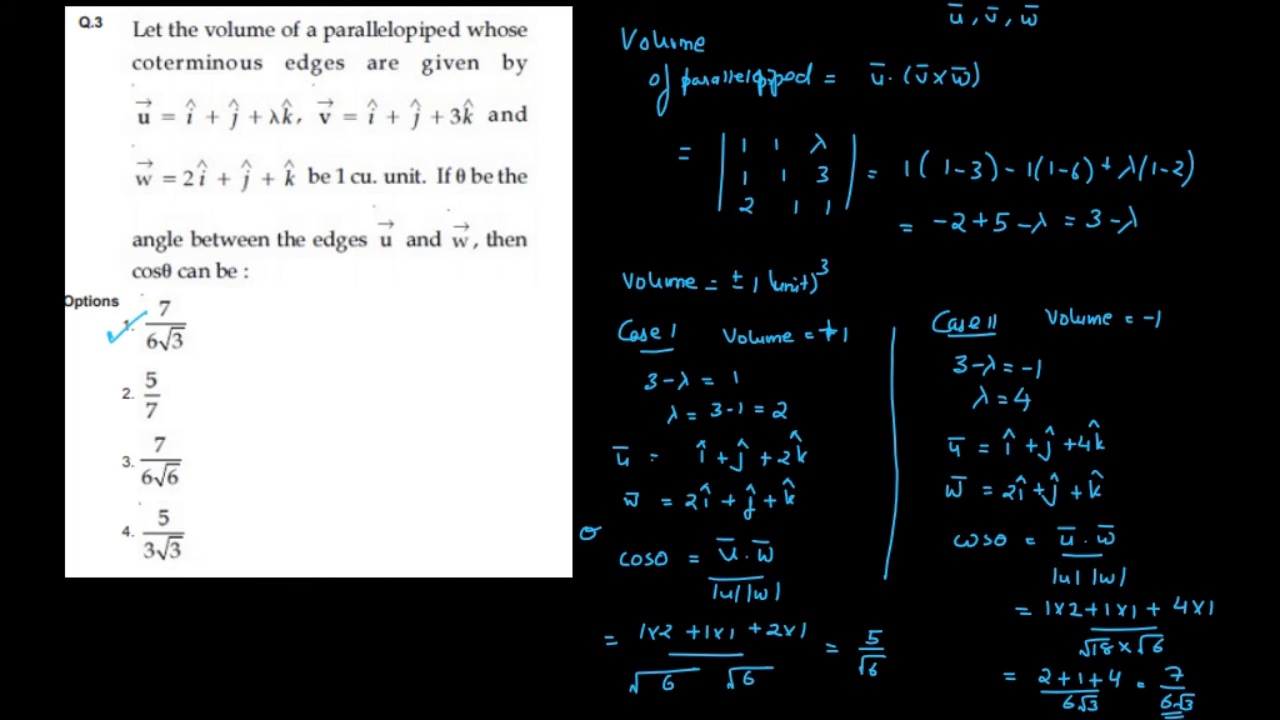 Q.3 Let the volume of a parallelopiped whose
coterminous edges are given by
u⃗ = î + ĵ + λk̂, v⃗ = î + ĵ + 3k̂ and
w⃗ = 2î + ĵ + k̂ be 1 cu. unit. If θ be the
angle between the edges u⃗ and w⃗, then
cosθ can be :
Options
1. 7/6√3
2. 5/7
3. 7/6√6
4. 5/3√3
ū, v̄, w̄
Volume
of parallelopiped = ū . (v̄ × w̄)
= | 1 1 λ |
| 1 1 3 |
| 2 1 1 |
= 1(1-3) - 1(1-6) + λ(1-2)
= -2+5-λ = 3-λ
Volume = ± 1 (unit)³
Case I Volume = +1
3-λ = 1
λ = 3-1 = 2
ū = î + ĵ + 2k̂
w̄ = 2î + ĵ + k̂
cosθ = ū . w̄ / |u| |w|
= 1×2 + 1×1 + 2×1 / √6 √6 = 5/√6
Case II Volume = -1
3-λ = -1
λ = 4
ū = î + ĵ + 4k̂
w̄ = 2î + ĵ + k̂
cosθ = ū . w̄ / |u| |w|
= 1×2 + 1×1 + 4×1 / √18 × √6
= 2+1+4 / 6√3 = 7/6√3